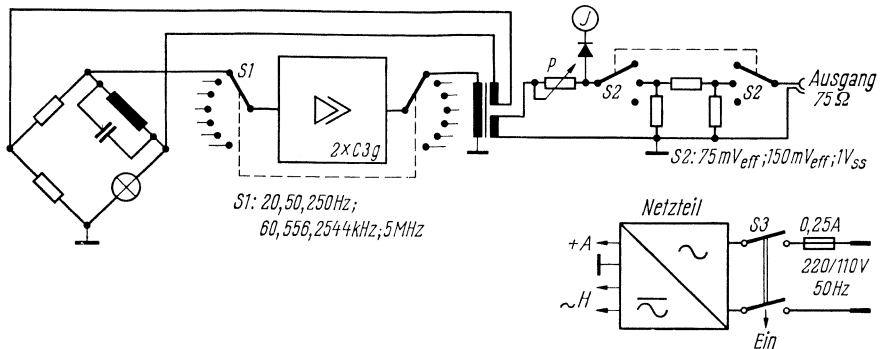 J
S1
P
S2
S2
Ausgang
75Ω
2×C3g
S2: 75mVeff; 150mVeff; 1Vss
S1: 20, 50, 250Hz;
60, 556, 2544kHz; 5MHz
Netzteil
S3
0,25A
+A
~
220/110V
50Hz
~H
Ein